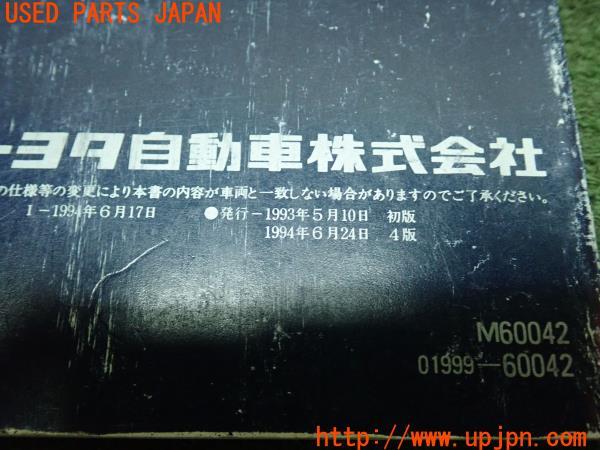 USED PARTS JAPAN
ーヨタ自動車株式会社
の仕様等の変更により本書の内容が車両と一致しない場合がありますのでご了承ください。
I－1994年6月17日 ●発行－1993年5月10日 初版
1994年6月24日 4版
M60042
01999－60042
http://www.upjpn.com/